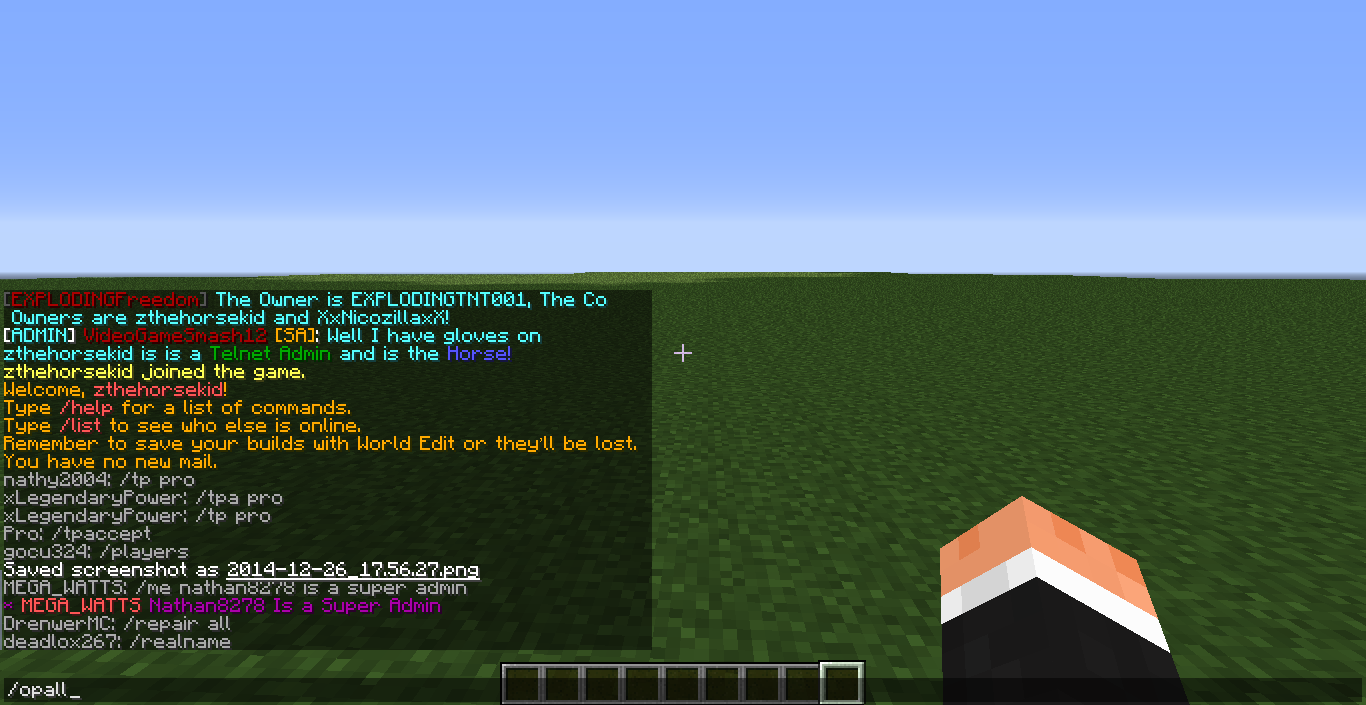 [EXPLODINGFreedom] The Owner is EXPLODINGTNT001, The Co
Owners are zthehorsekid and XxNicozillaxX!
[ADMIN] VideoGameSmash12 [SA]: Well I have gloves on
zthehorsekid is is a Telnet Admin and is the Horse!
zthehorsekid joined the game.
Welcome, zthehorsekid!
Type /help for a list of commands.
Type /list to see who else is online.
Remember to save your builds with World Edit or they'll be lost.
You have no new mail.
nathy2004: /tp pro
xLegendaryPower: /tpa pro
xLegendaryPower: /tp pro
Pro: /tpaccept
gocu324: /players
Saved screenshot as 2014-12-26_17.56.27.png
MEGA_WATTS: /me nathan8278 is a super admin
* MEGA_WATTS Nathan8278 Is a Super Admin
DrenwerMC: /repair all
deadlox267: /realname
/opall_